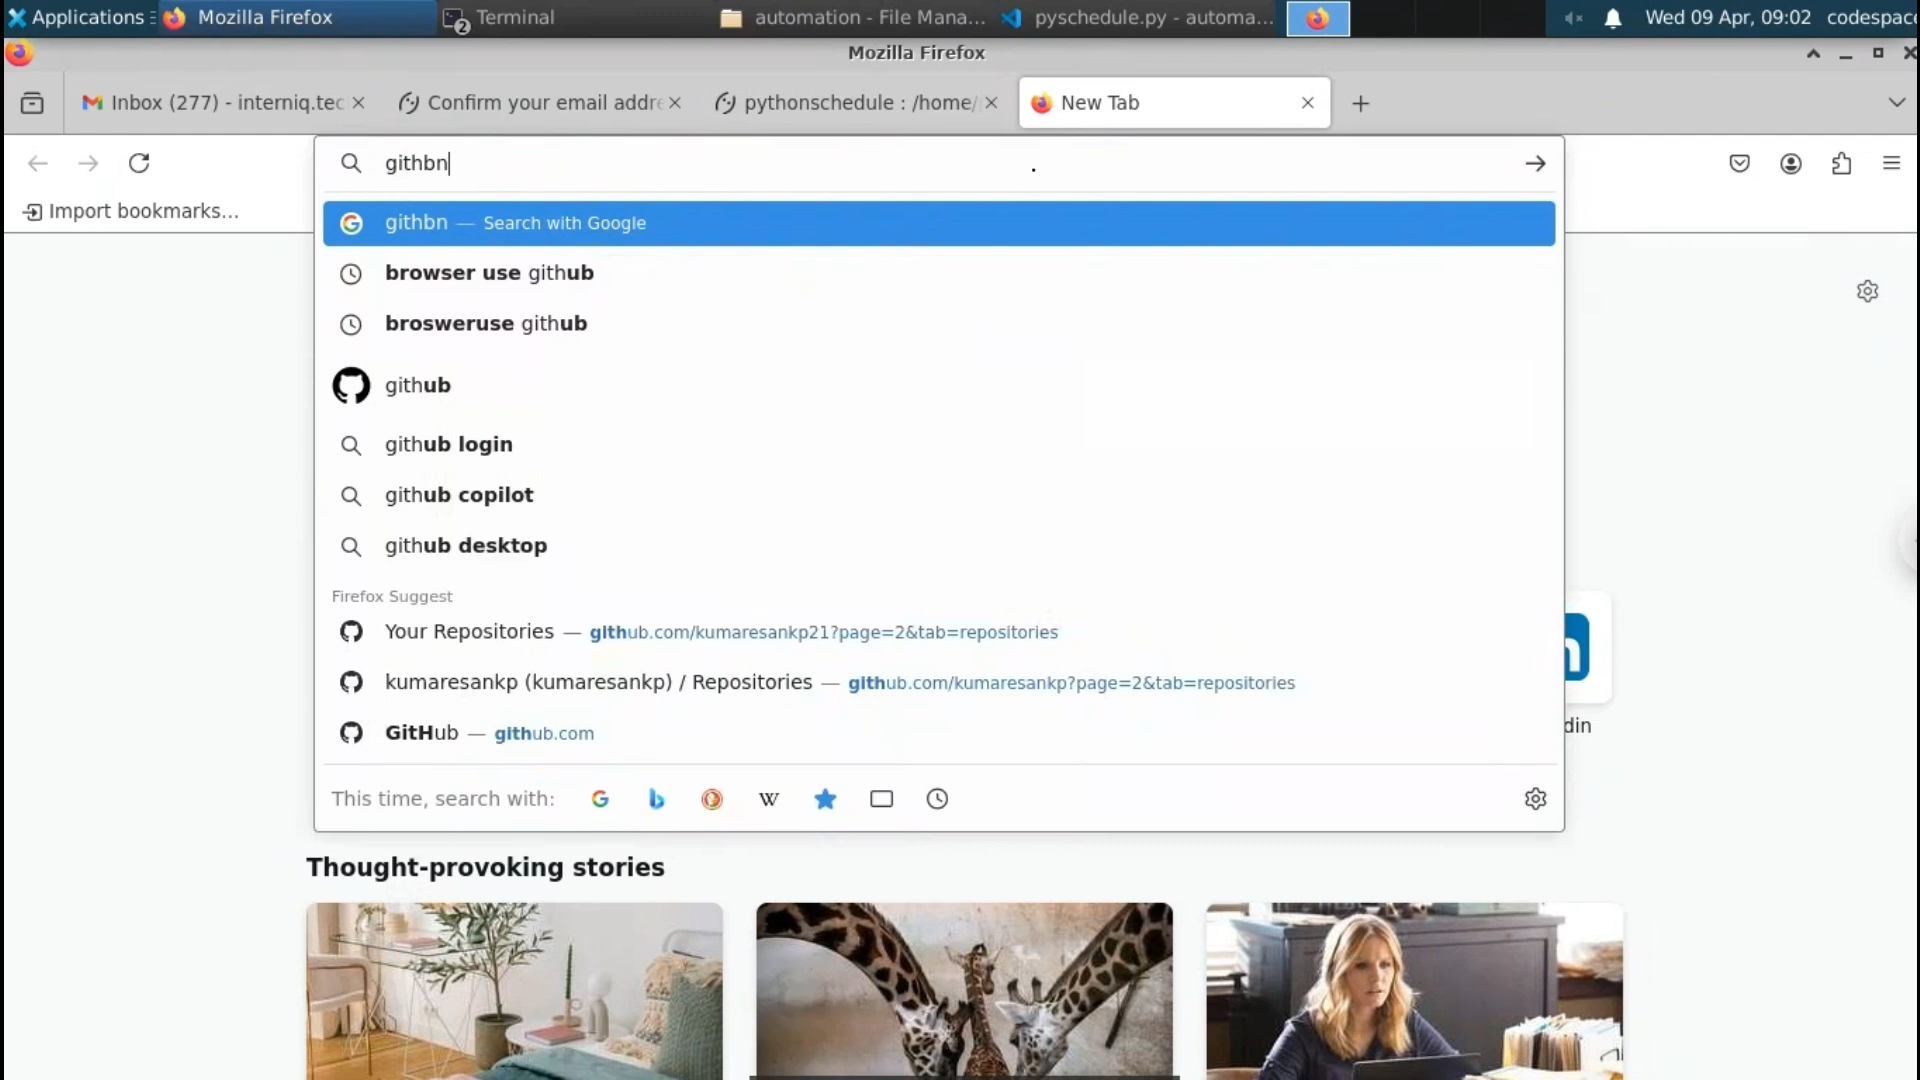 Applications Mozilla Firefox 2 Terminal automation - File Mana... pyschedule.py - automa... Wed 09 Apr, 09:02 codespace
Mozilla Firefox
Inbox (277) - interniq.tec Confirm your email addre pythonschedule : /home/ New Tab
githbn
Import bookmarks...
githbn — Search with Google
browser use github
brosweruse github
github
github login
github copilot
github desktop
Firefox Suggest
Your Repositories — github.com/kumaresankp21?page=2&tab=repositories
kumaresankp (kumaresankp) / Repositories — github.com/kumaresankp?page=2&tab=repositories
din
GitHub — github.com
This time, search with: W
Thought-provoking stories